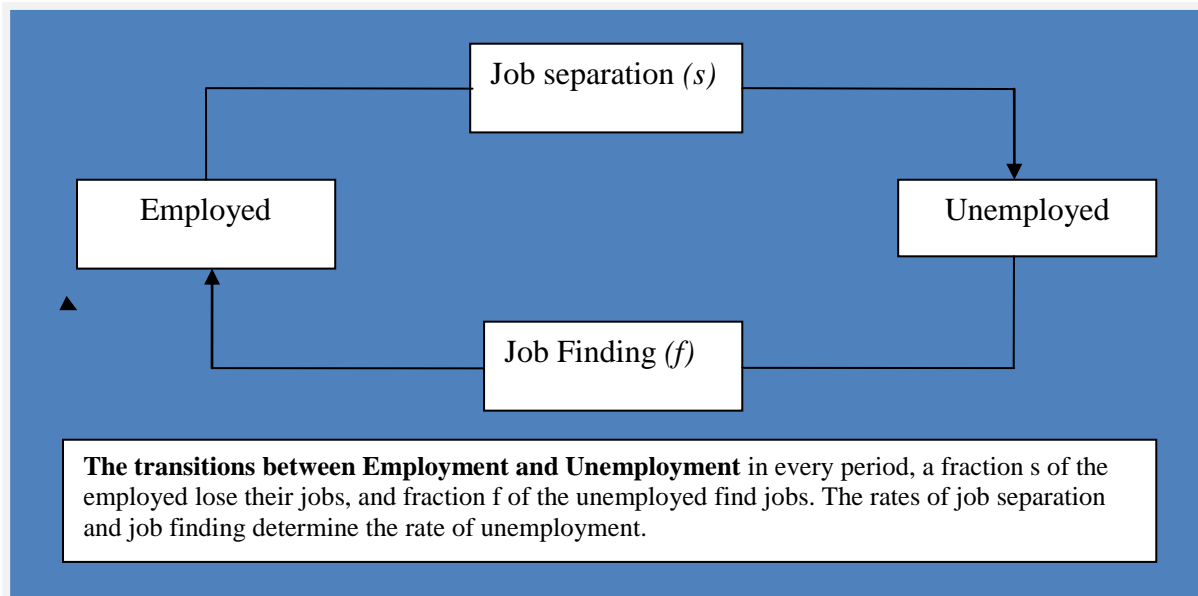 Job separation (s)
Employed
Unemployed
Job Finding (f)
The transitions between Employment and Unemployment in every period, a fraction s of the
employed lose their jobs, and fraction f of the unemployed find jobs. The rates of job separation
and job finding determine the rate of unemployment.